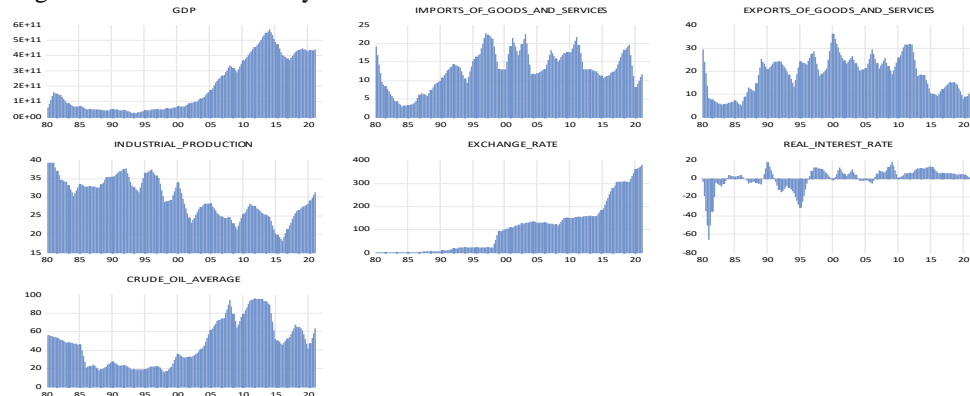 GDP
6E+11
5E+11
4E+11
3E+11
2E+11
1E+11
0E+00
80 85 90 95 00 05 10 15 20
IMPORTS_OF_GOODS_AND_SERVICES
25
20
15
10
5
0
80 85 90 95 00 05 10 15 20
EXPORTS_OF_GOODS_AND_SERVICES
40
30
20
10
0
80 85 90 95 00 05 10 15 20
INDUSTRIAL_PRODUCTION
40
35
30
25
20
15
80 85 90 95 00 05 10 15 20
EXCHANGE_RATE
400
300
200
100
0
80 85 90 95 00 05 10 15 20
REAL_INTEREST_RATE
20
0
-20
-40
-60
-80
80 85 90 95 00 05 10 15 20
CRUDE_OIL_AVERAGE
100
80
60
40
20
0
80 85 90 95 00 05 10 15 20